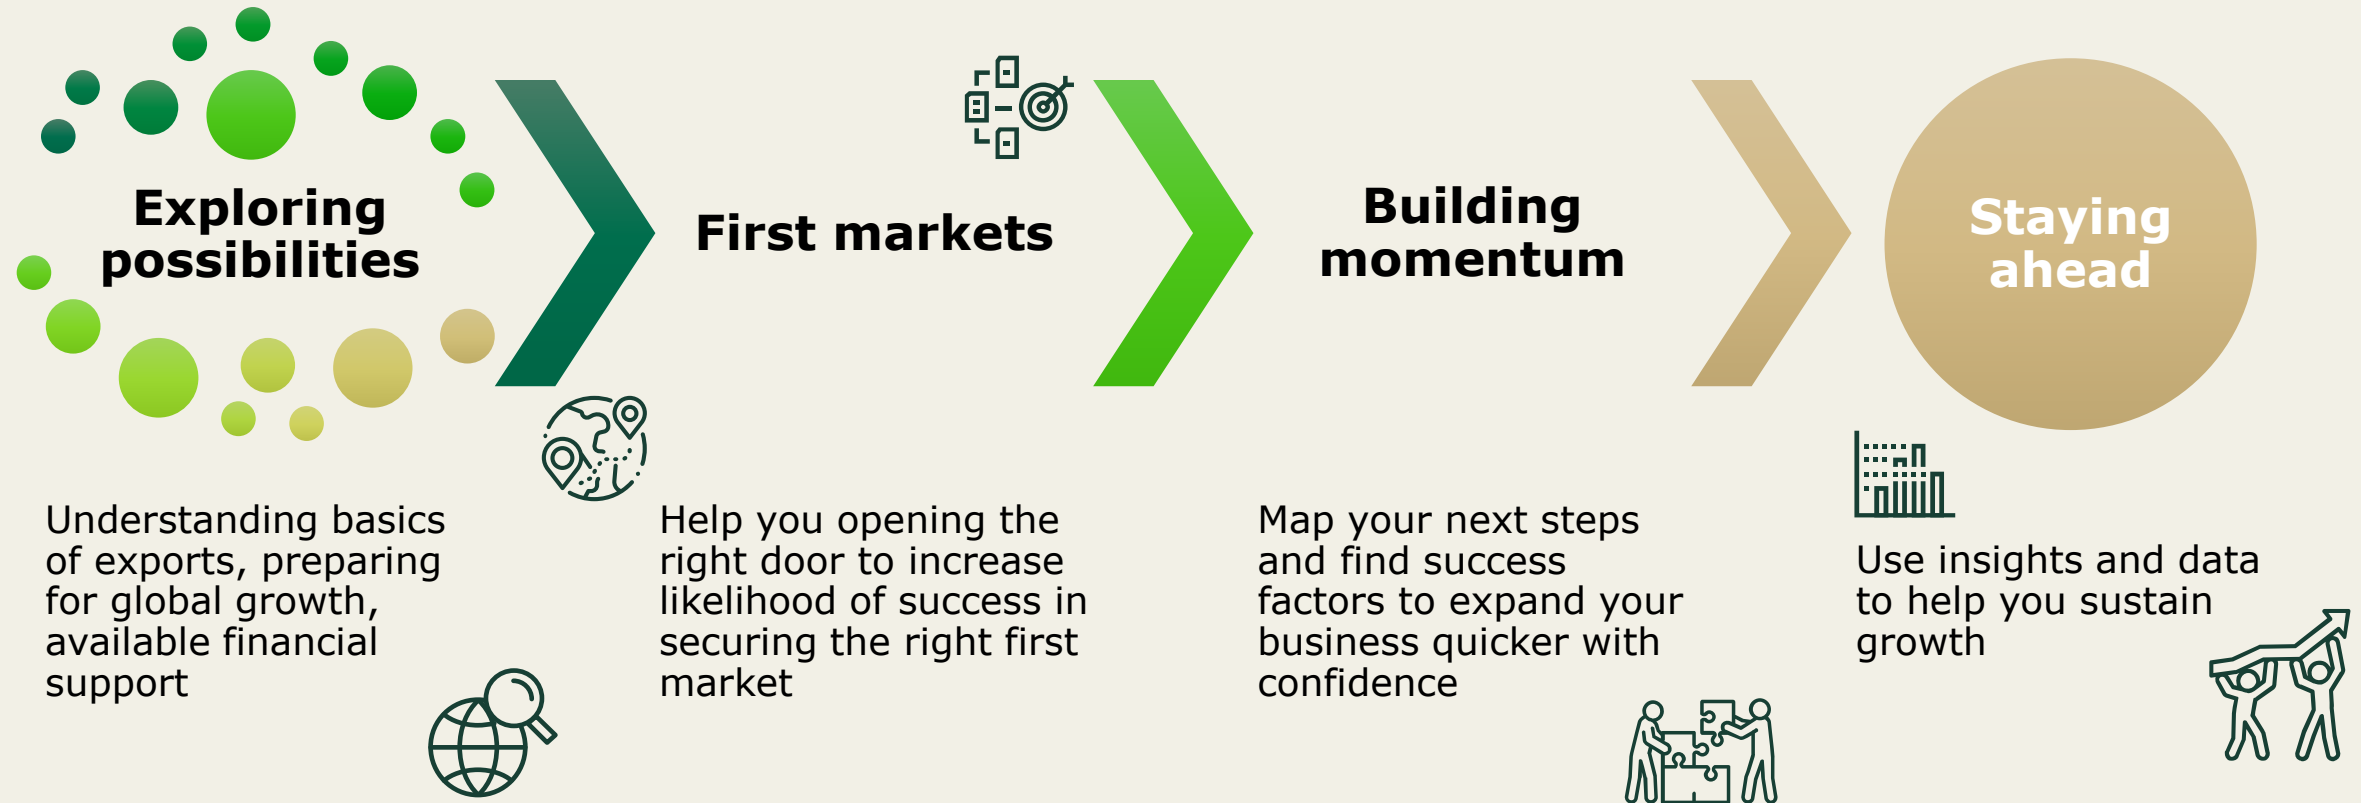 Exploring
possibilities
First markets
Building
momentum
Staying
ahead
Understanding basics
of exports, preparing
for global growth,
available financial
support
Help you opening the
right door to increase
likelihood of success in
securing the right first
market
Map your next steps
and find success
factors to expand your
business quicker with
confidence
Use insights and data
to help you sustain
growth